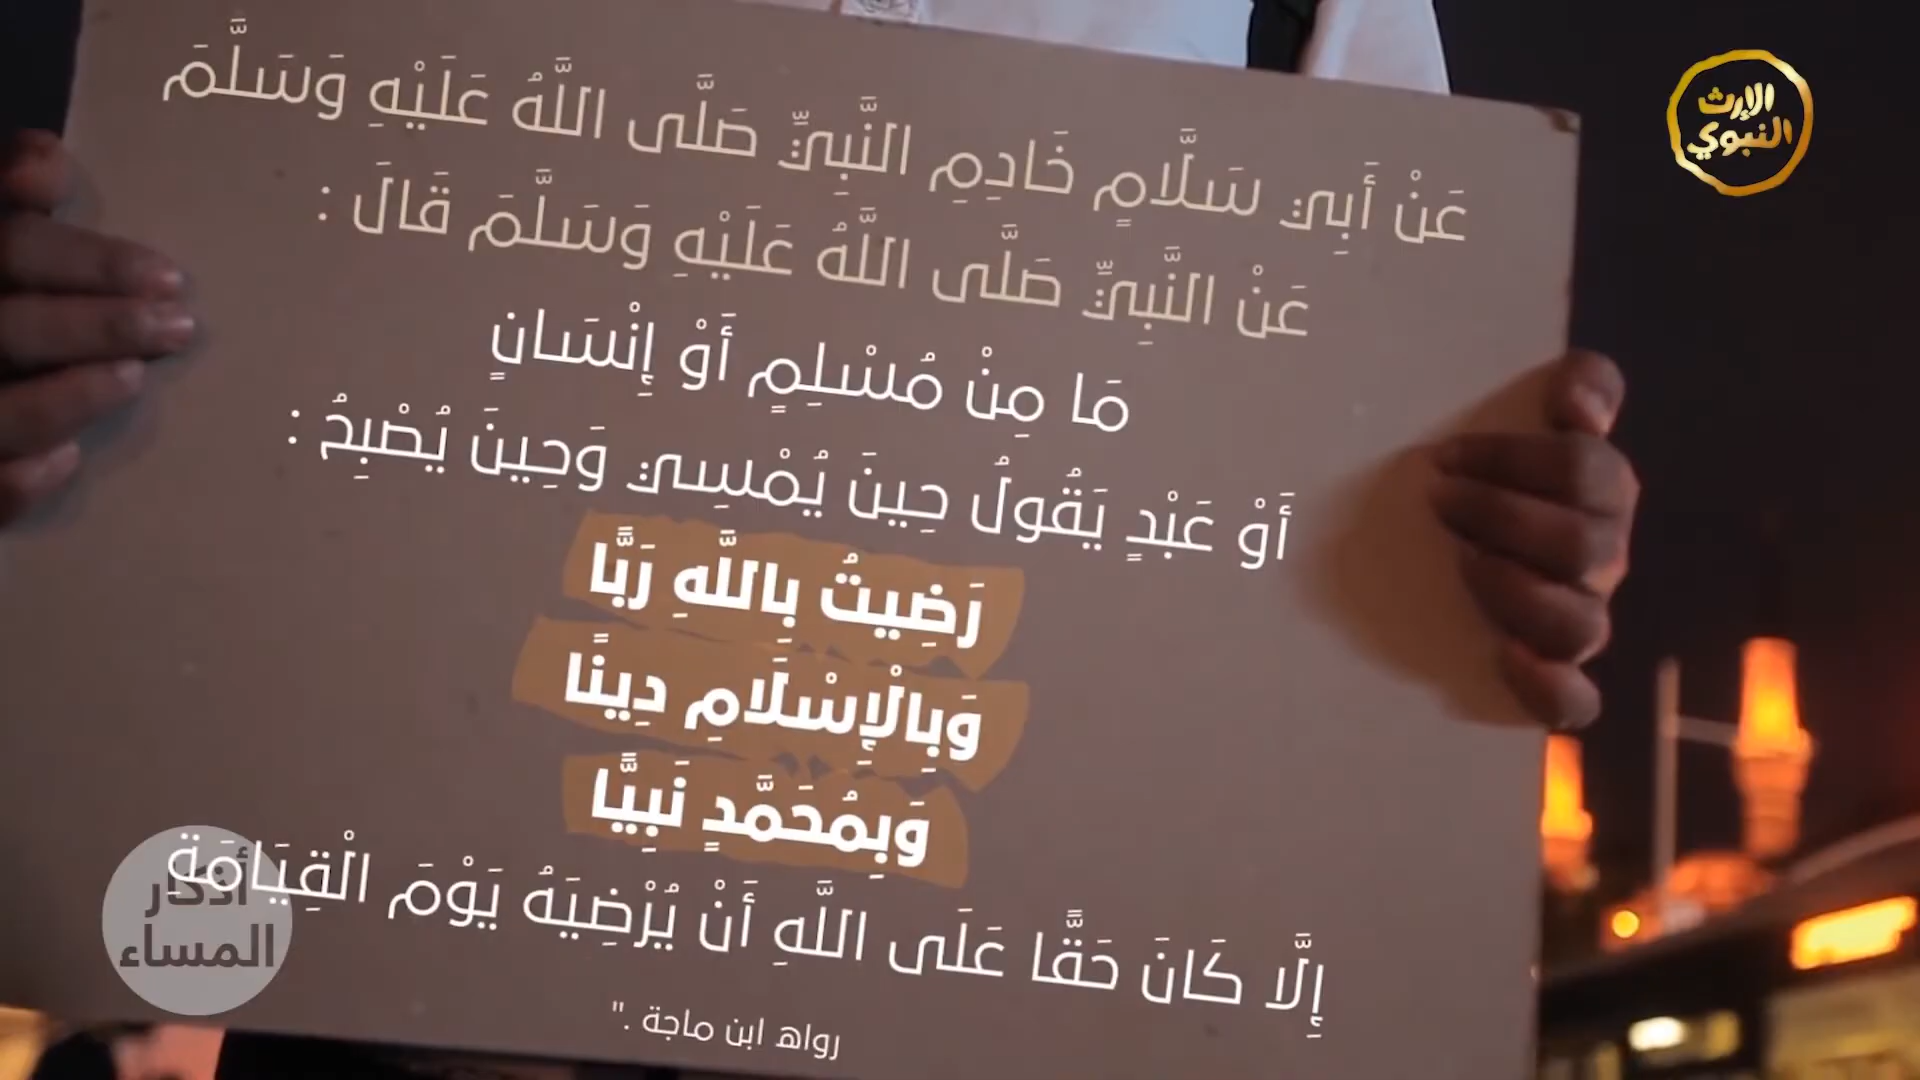 عَنْ أَبِي سَلَّامٍ خَادِمِ النَّبِيِّ صَلَّى اللَّهُ عَلَيْهِ وَسَلَّمَ
عَنْ النَّبِيِّ صَلَّى اللَّهُ عَلَيْهِ وَسَلَّمَ قَالَ :
مَا مِنْ مُسْلِمٍ أَوْ إِنْسَانٍ
أَوْ عَبْدٍ يَقُولُ حِينَ يُمْسِي وَحِينَ يُصْبِحُ :
رَضِيتُ بِاللَّهِ رَبًّا
وَبِالْإِسْلَامِ دِينًا
وَبِمُحَمَّدٍ نَبِيًّا
إِلَّا كَانَ حَقًّا عَلَى اللَّهِ أَنْ يُرْضِيَهُ يَوْمَ الْقِيَامَةِ
رواه ابن ماجة ."
الإرث
النبوي
أذكار
المساء